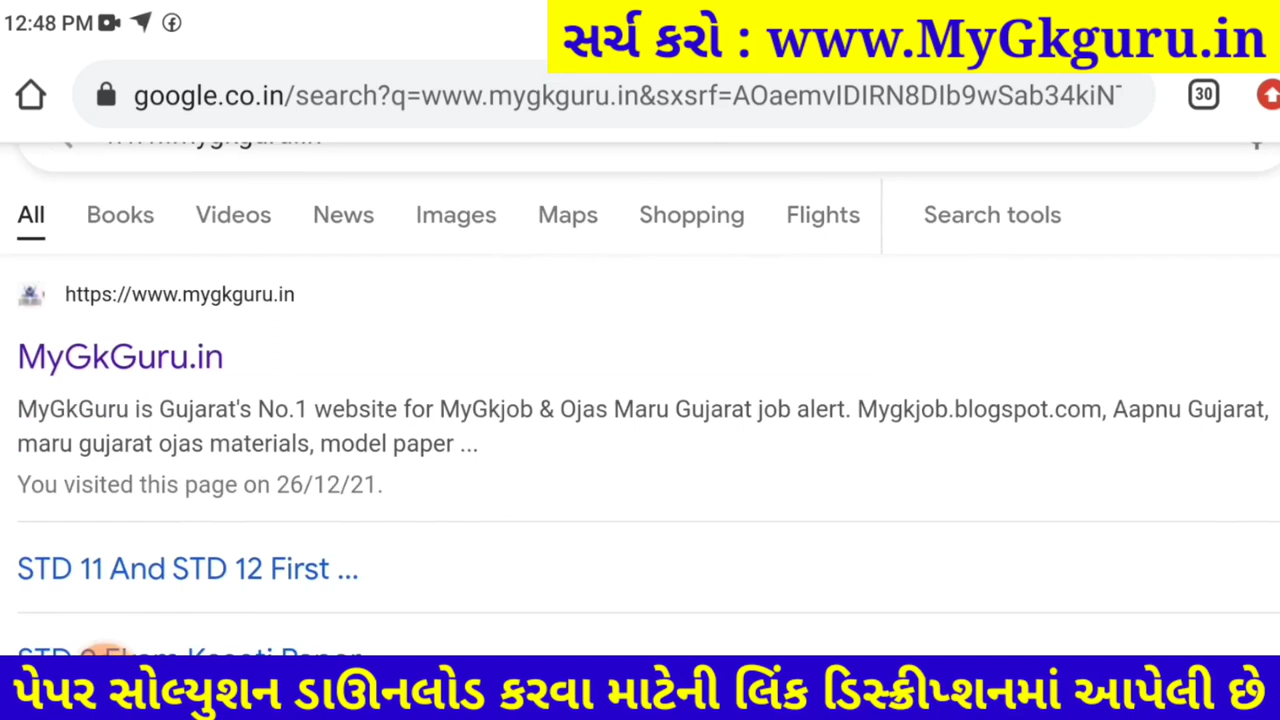 12:48 PM
સર્ચ કરો : www.MyGkguru.in
google.co.in/search?q=www.mygkguru.in&sxsrf=AOaemvIDIRN8DIb9wSab34kiN
30
All Books Videos News Images Maps Shopping Flights Search tools
https://www.mygkguru.in
MyGkGuru.in
MyGkGuru is Gujarat's No.1 website for MyGkjob & Ojas Maru Gujarat job alert. Mygkjob.blogspot.com, Aapnu Gujarat,
maru gujarat ojas materials, model paper ...
You visited this page on 26/12/21.
STD 11 And STD 12 First ...
પેપર સોલ્યુશન ડાઊનલોડ કરવા માટેની લિંક ડિસ્ક્રીપ્શનમાં આપેલી છે